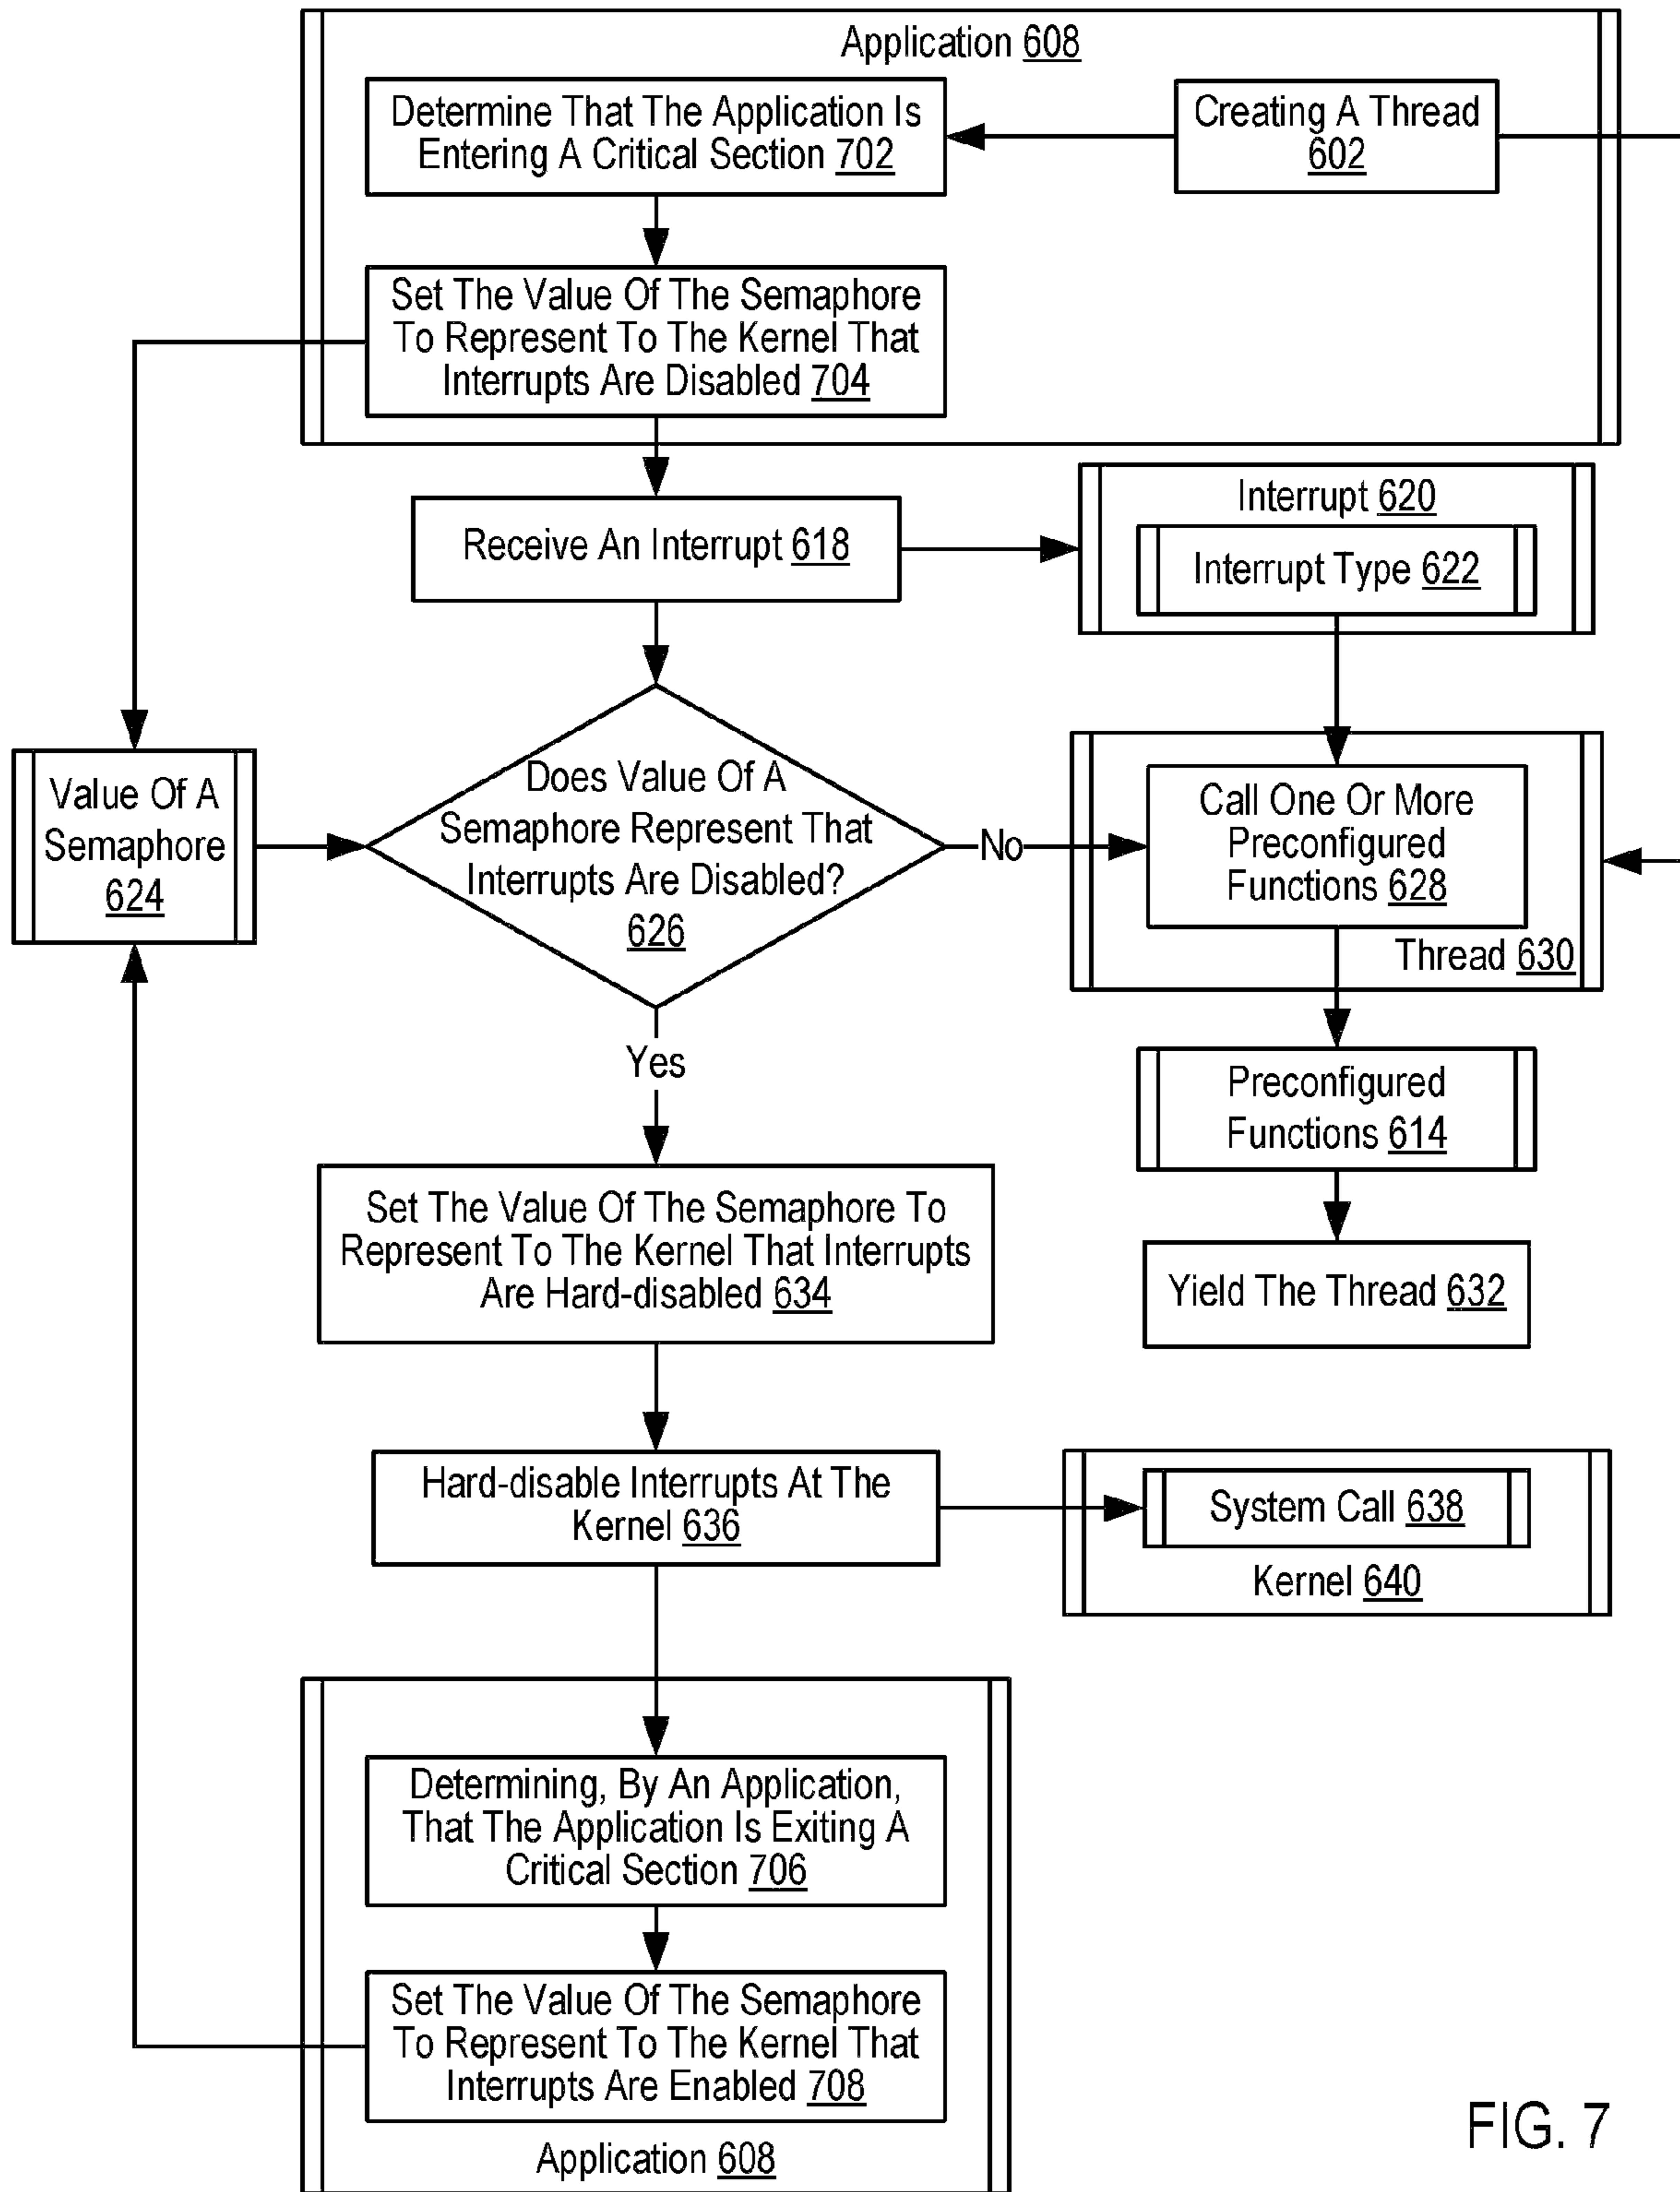 Application 608
Determine That The Application Is
Entering A Critical Section 702
Creating A Thread
602
Set The Value Of The Semaphore
To Represent To The Kernel That
Interrupts Are Disabled 704
Receive An Interrupt 618
Interrupt 620
Interrupt Type 622
Value Of A
Semaphore
624
Does Value Of A
Semaphore Represent That
Interrupts Are Disabled?
626
No
Call One Or More
Preconfigured
Functions 628
Thread 630
Yes
Preconfigured
Functions 614
Set The Value Of The Semaphore To
Represent To The Kernel That Interrupts
Are Hard-disabled 634
Yield The Thread 632
Hard-disable Interrupts At The
Kernel 636
System Call 638
Kernel 640
Determining, By An Application,
That The Application Is Exiting A
Critical Section 706
Set The Value Of The Semaphore
To Represent To The Kernel That
Interrupts Are Enabled 708
Application 608
FIG. 7